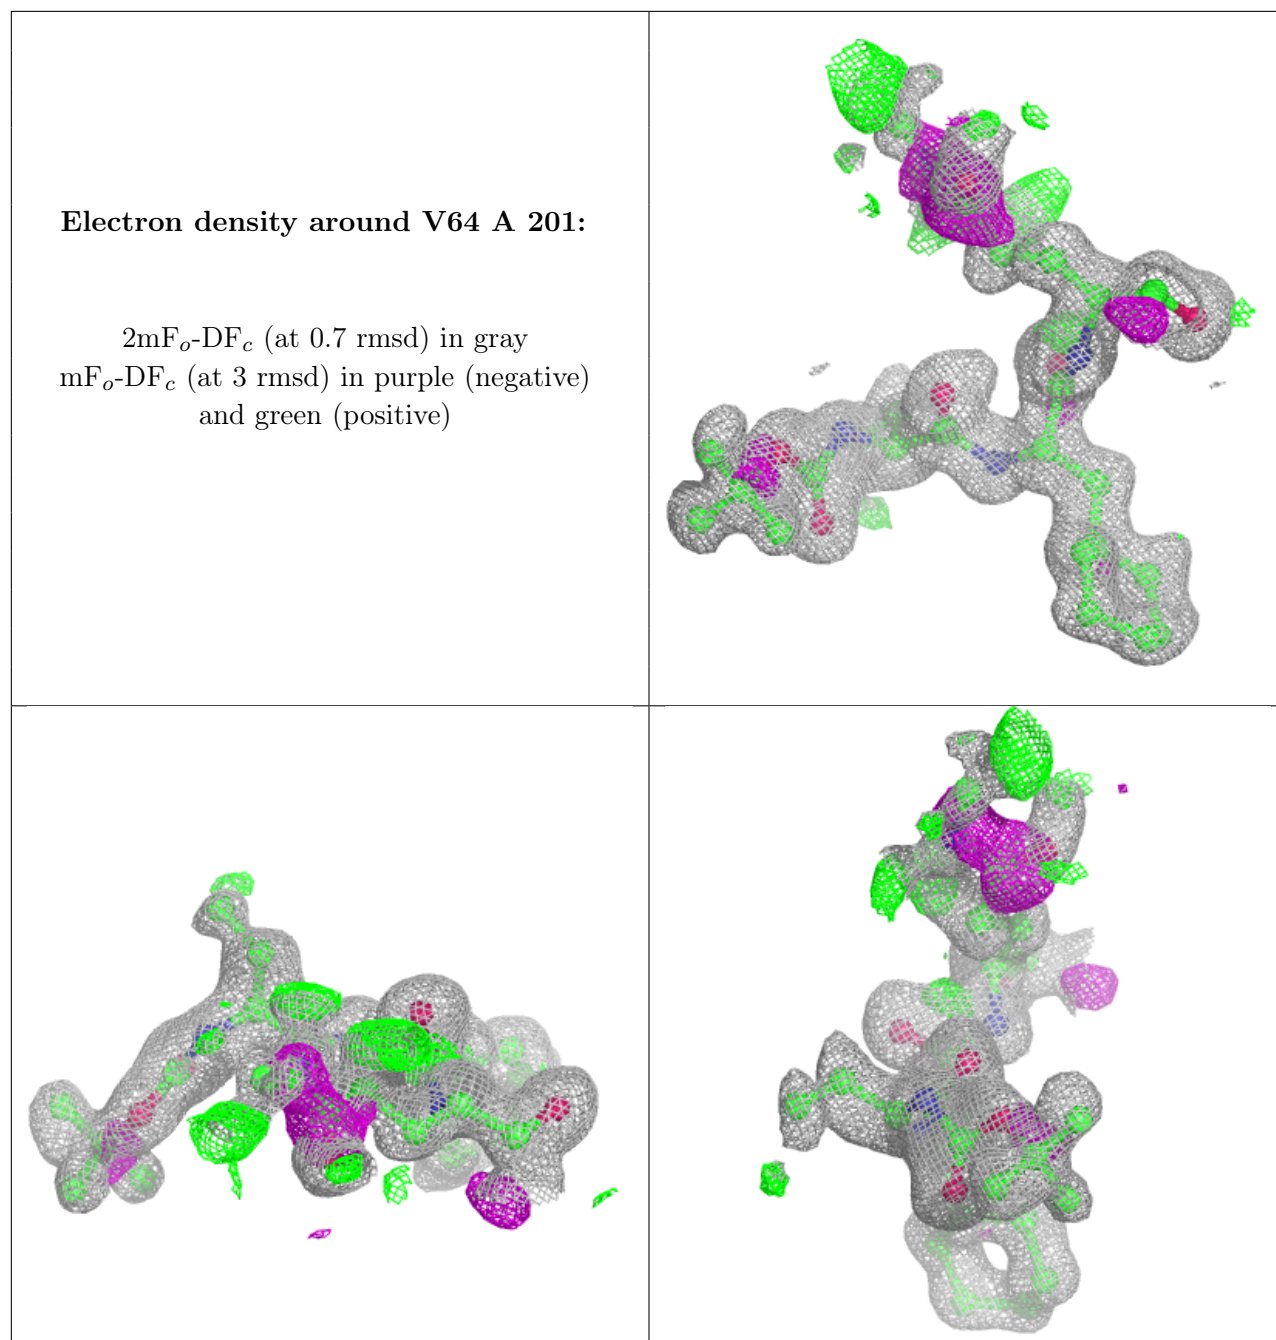 Electron density around V64 A 201:
2mFo-DFc (at 0.7 rmsd) in gray
mFo-DFc (at 3 rmsd) in purple (negative)
and green (positive)